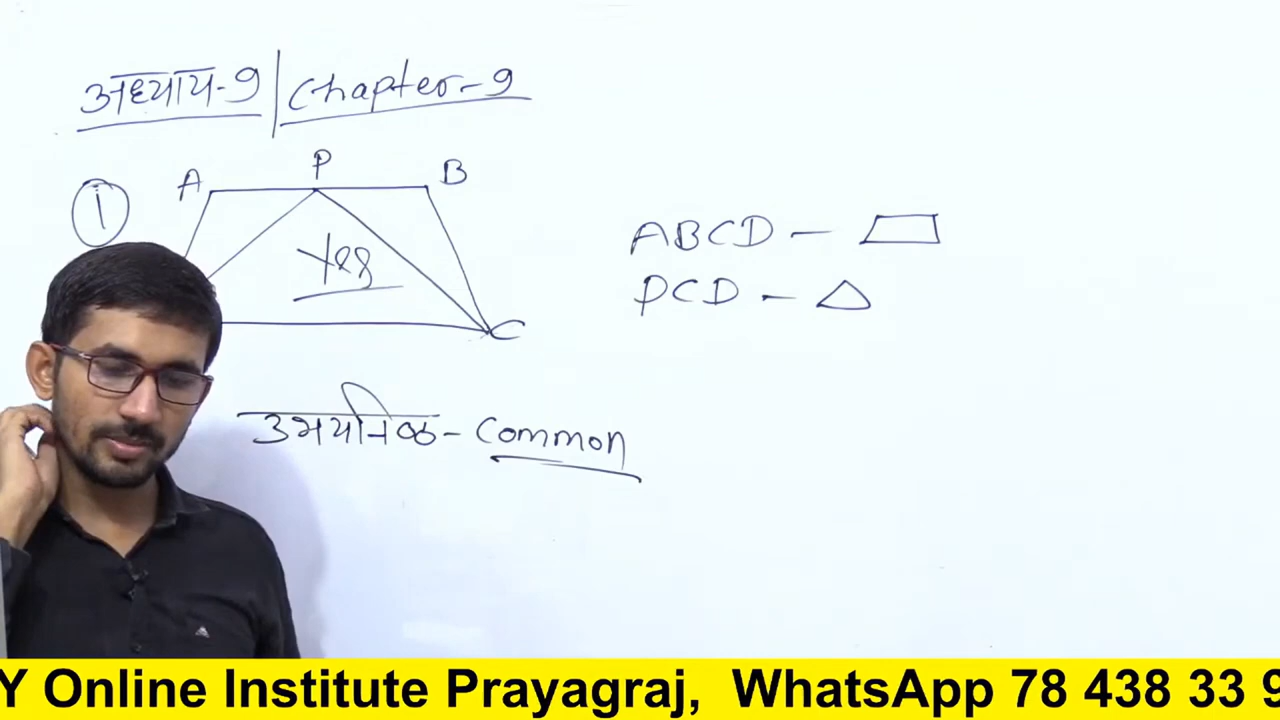 अध्याय-9 | Chapter-9
A P B
①
Yes
C
ABCD -
PCD -
उभयनिष्ठ - Common
Y Online Institute Prayagraj, WhatsApp 78 438 33 9